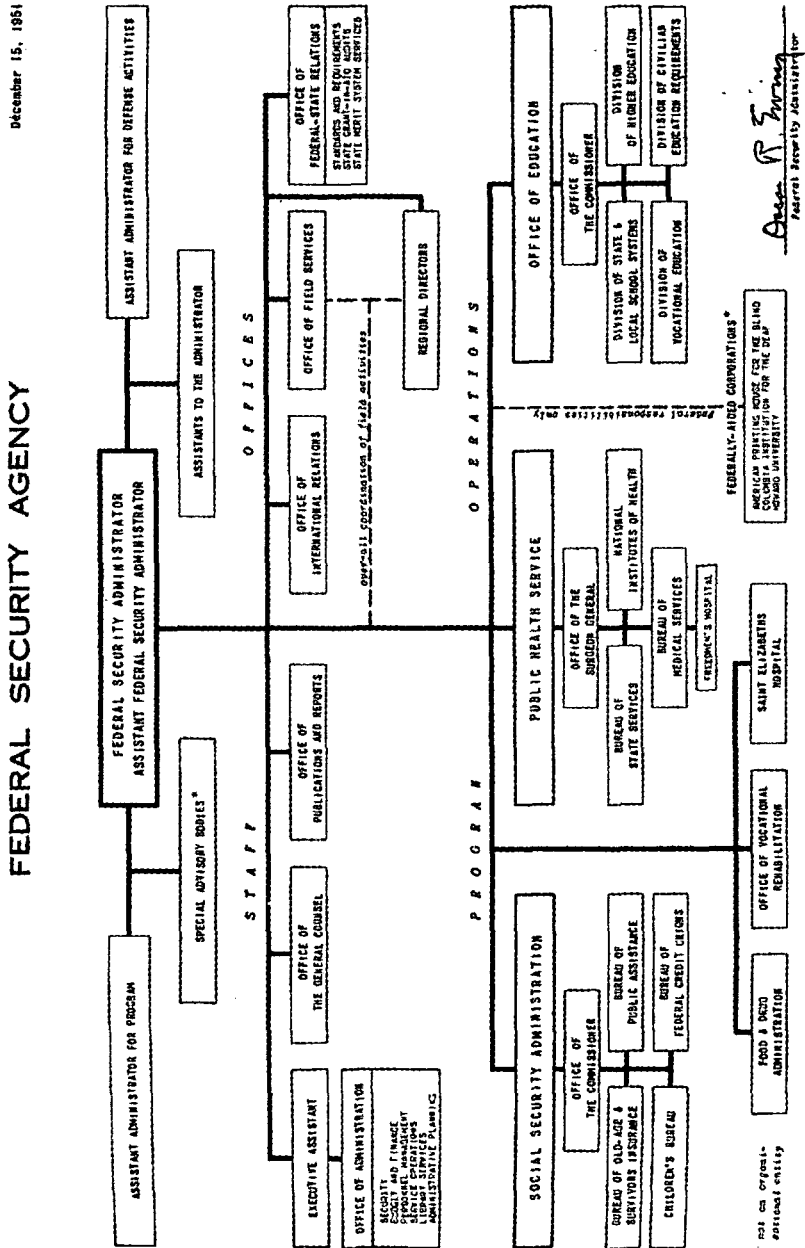 FEDERAL SECURITY AGENCY
December 15, 1951
FEDERAL SECURITY ADMINISTRATOR
ASSISTANT FEDERAL SECURITY ADMINISTRATOR
ASSISTANT ADMINISTRATOR FOR PROGRAM
ASSISTANT ADMINISTRATOR FOR DEFENSE ACTIVITIES
SPECIAL ADVISORY BODIES*
ASSISTANTS TO THE ADMINISTRATOR
STAFF OFFICES
EXECUTIVE ASSISTANT
OFFICE OF ADMINISTRATION
SECURITY
BUDGET AND FINANCE
PERSONNEL MANAGEMENT
SERVICE OPERATIONS
LIBRARY SERVICES
ADMINISTRATIVE PLANNING
OFFICE OF
THE GENERAL COUNSEL
OFFICE OF
PUBLICATIONS AND REPORTS
OFFICE OF
INTERNATIONAL RELATIONS
OFFICE OF FIELD SERVICES
OFFICE OF
FEDERAL-STATE RELATIONS
STANDARDS AND REQUIREMENTS
STATE GRANT-IN-AID AUDITS
STATE MERIT SYSTEM SERVICES
over-all coordination of field activities
REGIONAL DIRECTORS
PROGRAM OPERATIONS
SOCIAL SECURITY ADMINISTRATION
OFFICE OF
THE COMMISSIONER
BUREAU OF OLD-AGE &
SURVIVORS INSURANCE
BUREAU OF
PUBLIC ASSISTANCE
CHILDREN'S BUREAU
BUREAU OF
FEDERAL CREDIT UNIONS
PUBLIC HEALTH SERVICE
OFFICE OF THE
SURGEON GENERAL
BUREAU OF
STATE SERVICES
NATIONAL
INSTITUTES OF HEALTH
BUREAU OF
MEDICAL SERVICES
FREEDMEN'S HOSPITAL
OFFICE OF EDUCATION
OFFICE OF
THE COMMISSIONER
DIVISION OF STATE &
LOCAL SCHOOL SYSTEMS
DIVISION
OF HIGHER EDUCATION
DIVISION OF
VOCATIONAL EDUCATION
DIVISION OF CIVILIAN
EDUCATION REQUIREMENTS
Federal responsibilities only
FOOD & DRUG
ADMINISTRATION
OFFICE OF VOCATIONAL
REHABILITATION
SAINT ELIZABETHS
HOSPITAL
FEDERALLY-AIDED CORPORATIONS*
AMERICAN PRINTING HOUSE FOR THE BLIND
COLUMBIA INSTITUTION FOR THE DEAF
HOWARD UNIVERSITY
not an organi-
zational entity
Federal Security Administrator